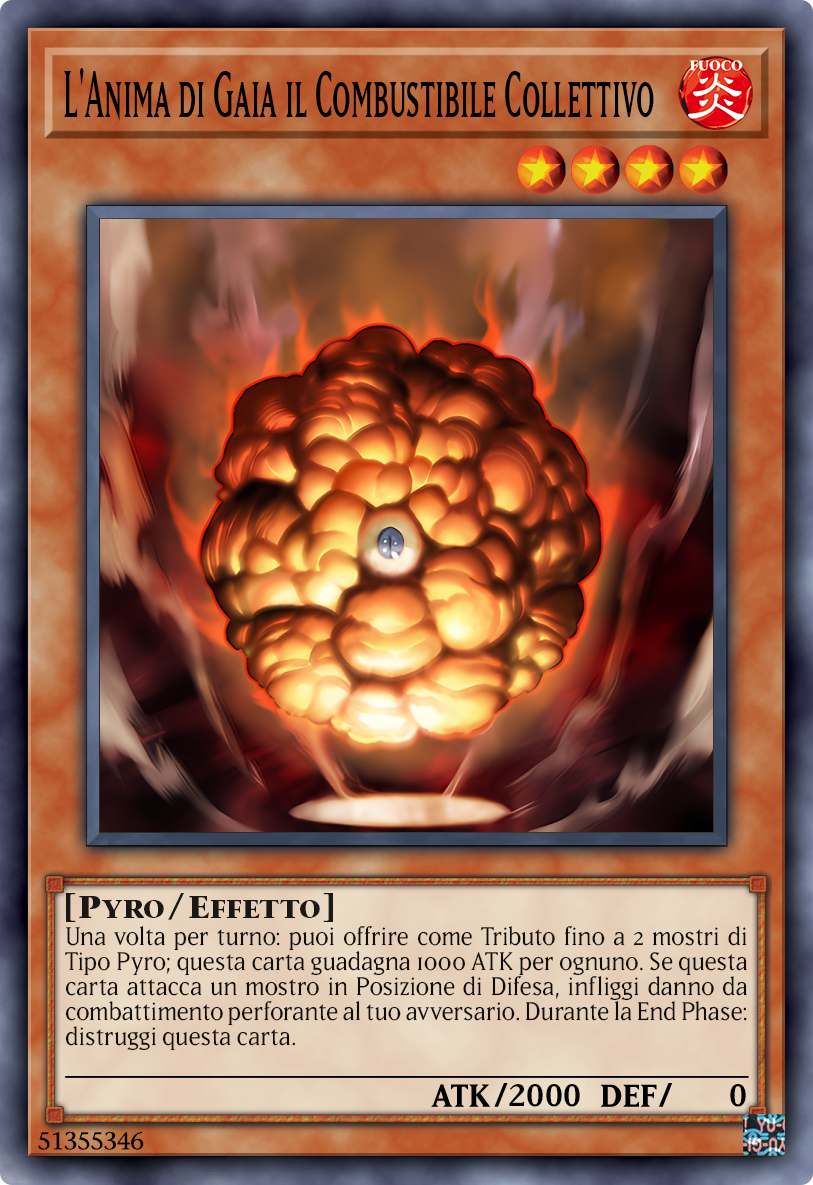 L'Anima di Gaia il Combustibile Collettivo
FUOCO
炎
[Pyro/Effetto]
Una volta per turno: puoi offrire come Tributo fino a 2 mostri di
Tipo Pyro; questa carta guadagna 1000 ATK per ognuno. Se questa
carta attacca un mostro in Posizione di Difesa, infliggi danno da
combattimento perforante al tuo avversario. Durante la End Phase:
distruggi questa carta.
ATK/2000 DEF/ 0
51355346